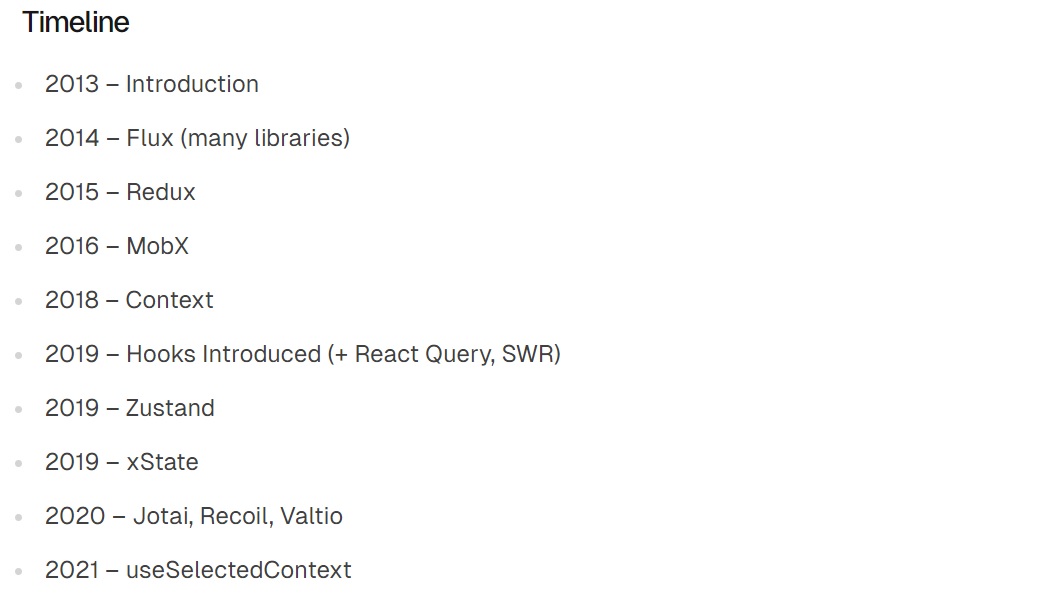 Timeline
2013 – Introduction
2014 – Flux (many libraries)
2015 – Redux
2016 – MobX
2018 – Context
2019 – Hooks Introduced (+ React Query, SWR)
2019 – Zustand
2019 – xState
2020 – Jotai, Recoil, Valtio
2021 – useSelectedContext